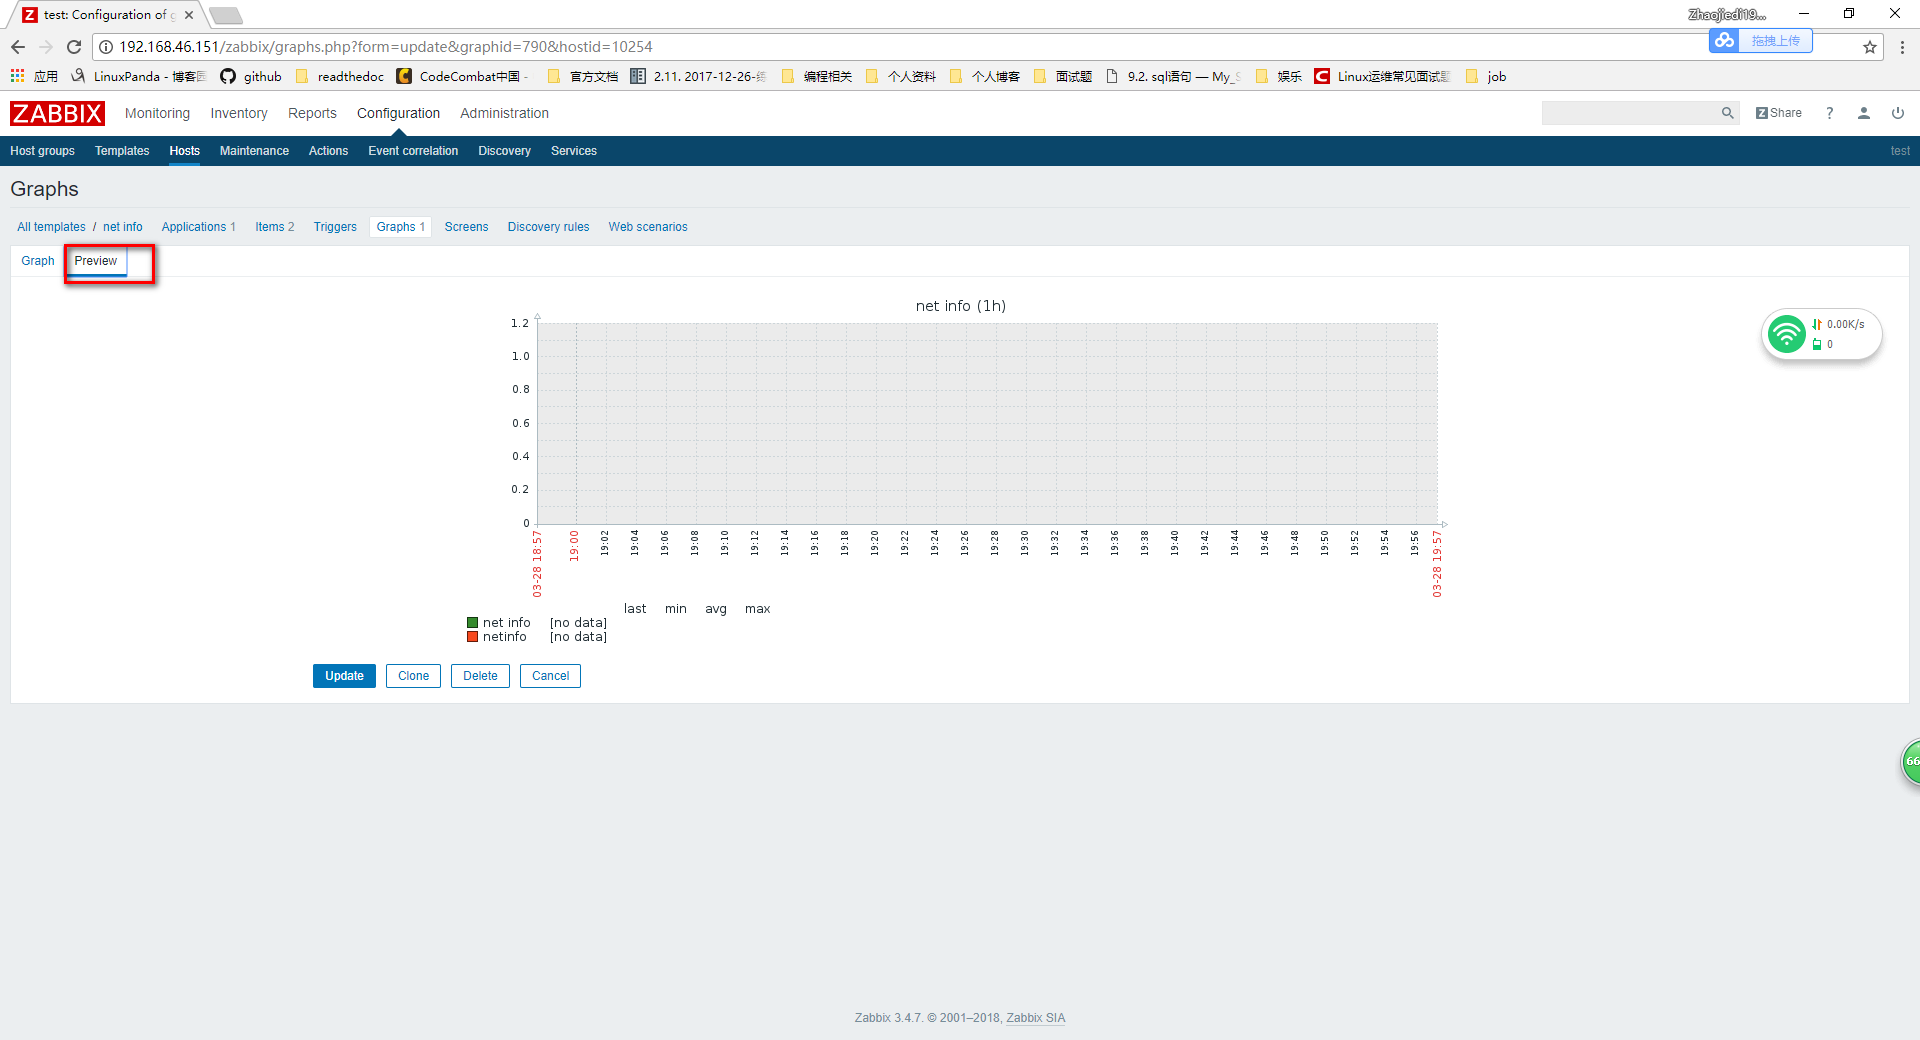 test: Configuration of g
Zhaojiedi19...
192.168.46.151/zabbix/graphs.php?form=update&graphid=790&hostid=10254
拖拽上传
应用 LinuxPanda - 博客园 github readthedoc CodeCombat中国 - 官方文档 2.11. 2017-12-26-练 编程相关 个人资料 个人博客 面试题 9.2. sql语句 — My_S 娱乐 Linux运维常见面试题 job
ZABBIX Monitoring Inventory Reports Configuration Administration Z Share ?
Host groups Templates Hosts Maintenance Actions Event correlation Discovery Services test
Graphs
All templates / net info Applications 1 Items 2 Triggers Graphs 1 Screens Discovery rules Web scenarios
Graph Preview
net info (1h)
0.00K/s
0
1.2
1.0
0.8
0.6
0.4
0.2
0
03-28 18:57 19:00 19:02 19:04 19:06 19:08 19:10 19:12 19:14 19:16 19:18 19:20 19:22 19:24 19:26 19:28 19:30 19:32 19:34 19:36 19:38 19:40 19:42 19:44 19:46 19:48 19:50 19:52 19:54 19:56 03-28 19:57
last min avg max
net info [no data]
netinfo [no data]
Update Clone Delete Cancel
66
Zabbix 3.4.7. © 2001–2018, Zabbix SIA